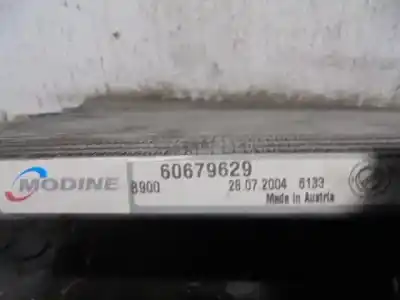 MODINE
60679629
8900 28.07.2004 6133
Made in Austria